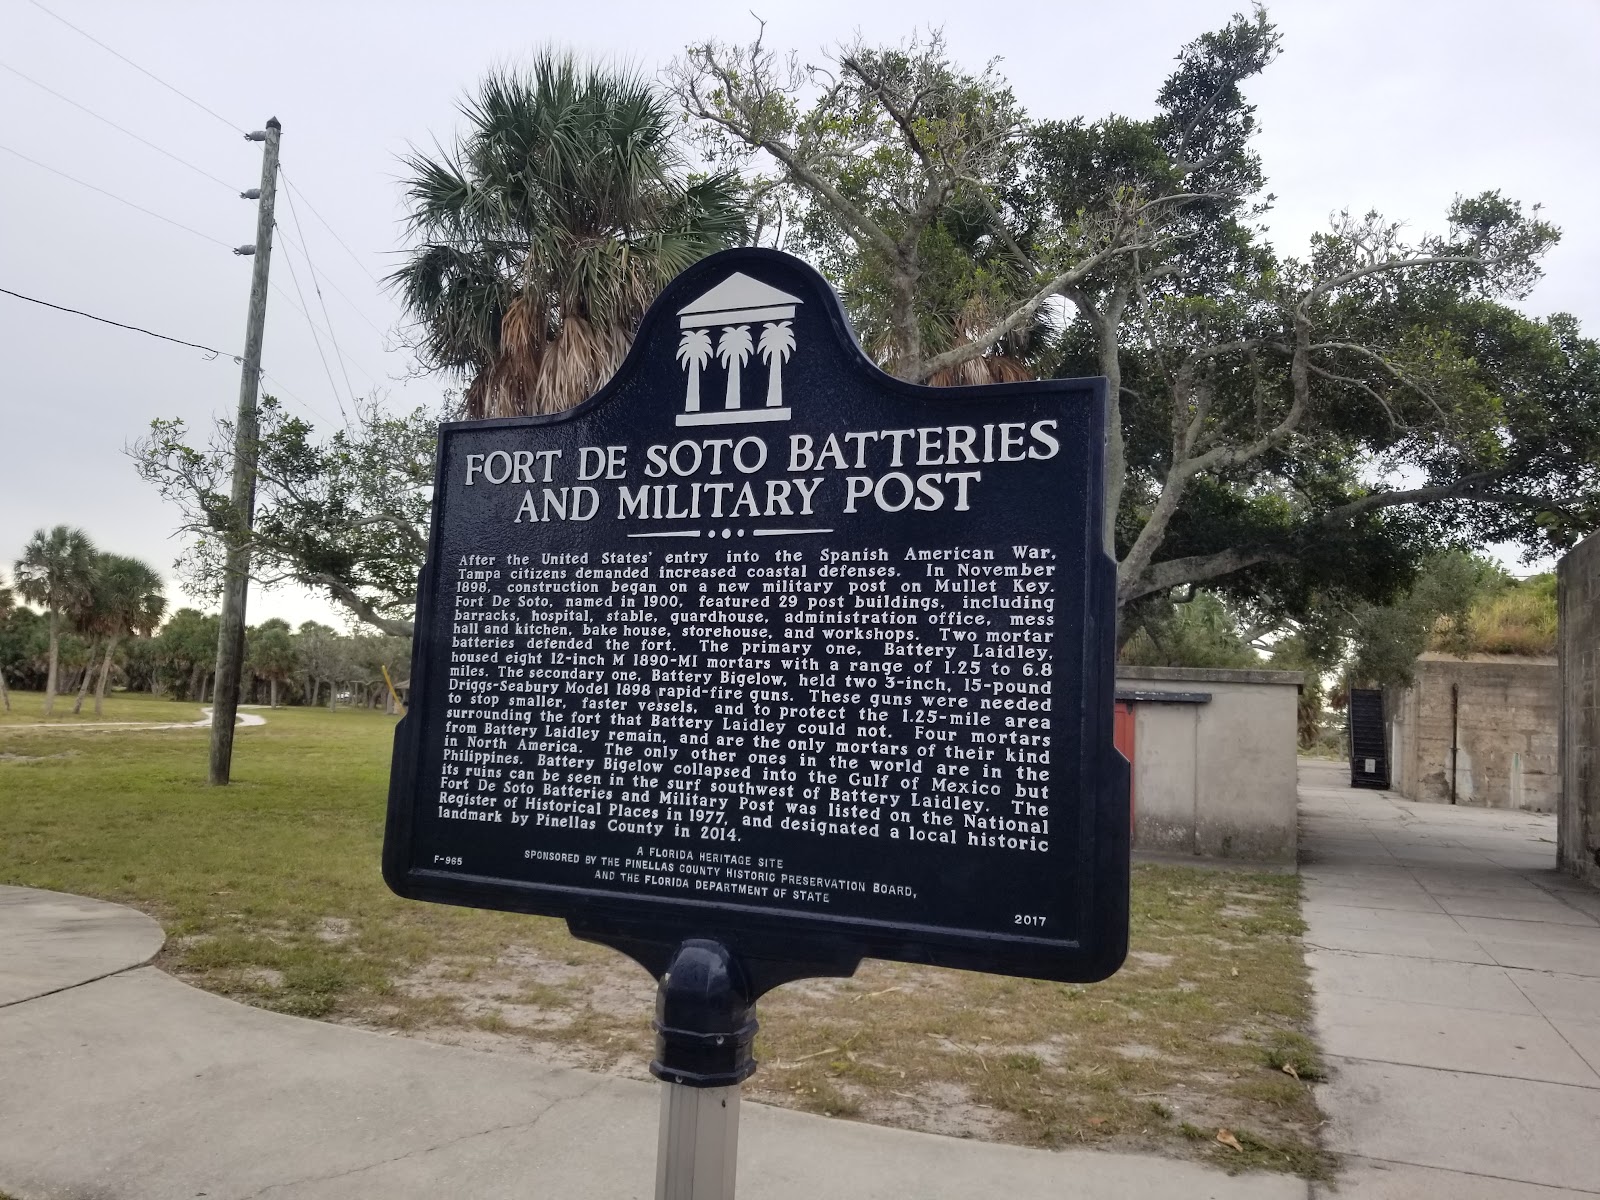 FORT DE SOTO BATTERIES
AND MILITARY POST
After the United States' entry into the Spanish American War,
Tampa citizens demanded increased coastal defenses. In November
1898, construction began on a new military post on Mullet Key.
Fort De Soto, named in 1900, featured 29 post buildings, including
barracks, hospital, stable, guardhouse, administration office, mess
hall and kitchen, bake house, storehouse, and workshops. Two mortar
batteries defended the fort. The primary one, Battery Laidley,
housed eight 12-inch M 1890-MI mortars with a range of 1.25 to 6.8
miles. The secondary one, Battery Bigelow, held two 3-inch, 15-pound
Driggs-Seabury Model 1898 rapid-fire guns. These guns were needed
to stop smaller, faster vessels, and to protect the 1.25-mile area
surrounding the fort that Battery Laidley could not. Four mortars
from Battery Laidley remain, and are the only mortars of their kind
in North America. The only other ones in the world are in the
Philippines. Battery Bigelow collapsed into the Gulf of Mexico but
its ruins can be seen in the surf southwest of Battery Laidley. The
Fort De Soto Batteries and Military Post was listed on the National
Register of Historical Places in 1977, and designated a local historic
landmark by Pinellas County in 2014.
A FLORIDA HERITAGE SITE
SPONSORED BY THE PINELLAS COUNTY HISTORIC PRESERVATION BOARD,
AND THE FLORIDA DEPARTMENT OF STATE
F-965
2017